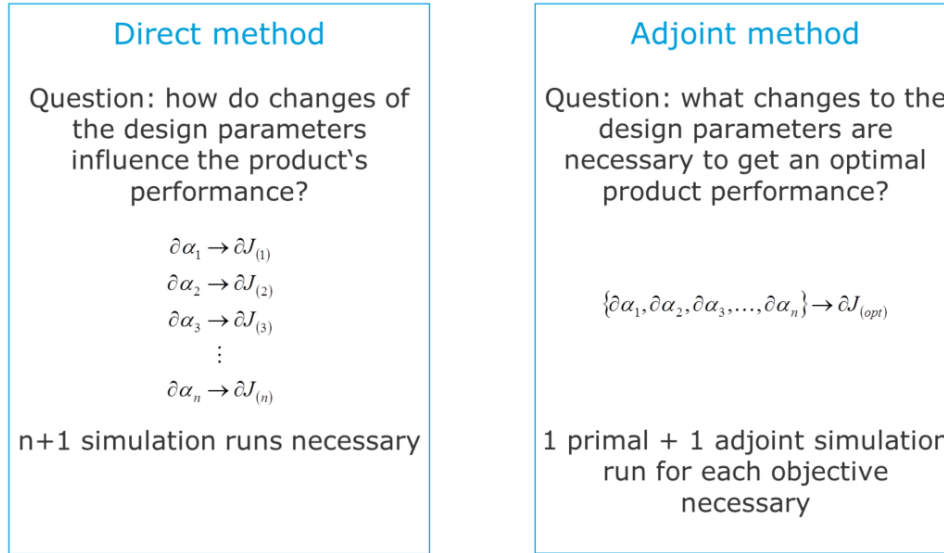 Direct method
Question: how do changes of
the design parameters
influence the product‘s
performance?
∂α₁ → ∂J₍₁₎
∂α₂ → ∂J₍₂₎
∂α₃ → ∂J₍₃₎
⋮
∂αₙ → ∂J₍ₙ₎
n+1 simulation runs necessary
Adjoint method
Question: what changes to the
design parameters are
necessary to get an optimal
product performance?
{∂α₁,∂α₂,∂α₃,…,∂αₙ} → ∂J₍opt₎
1 primal + 1 adjoint simulation
run for each objective
necessary